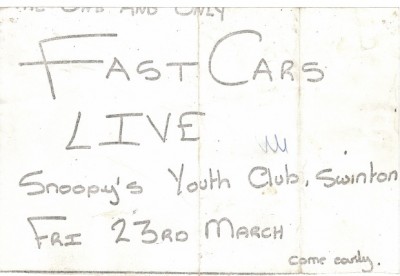 THE ONE AND ONLY
FAST CARS
LIVE
Snoopy's Youth Club, Swinton
FRI 23RD MARCH
come early.